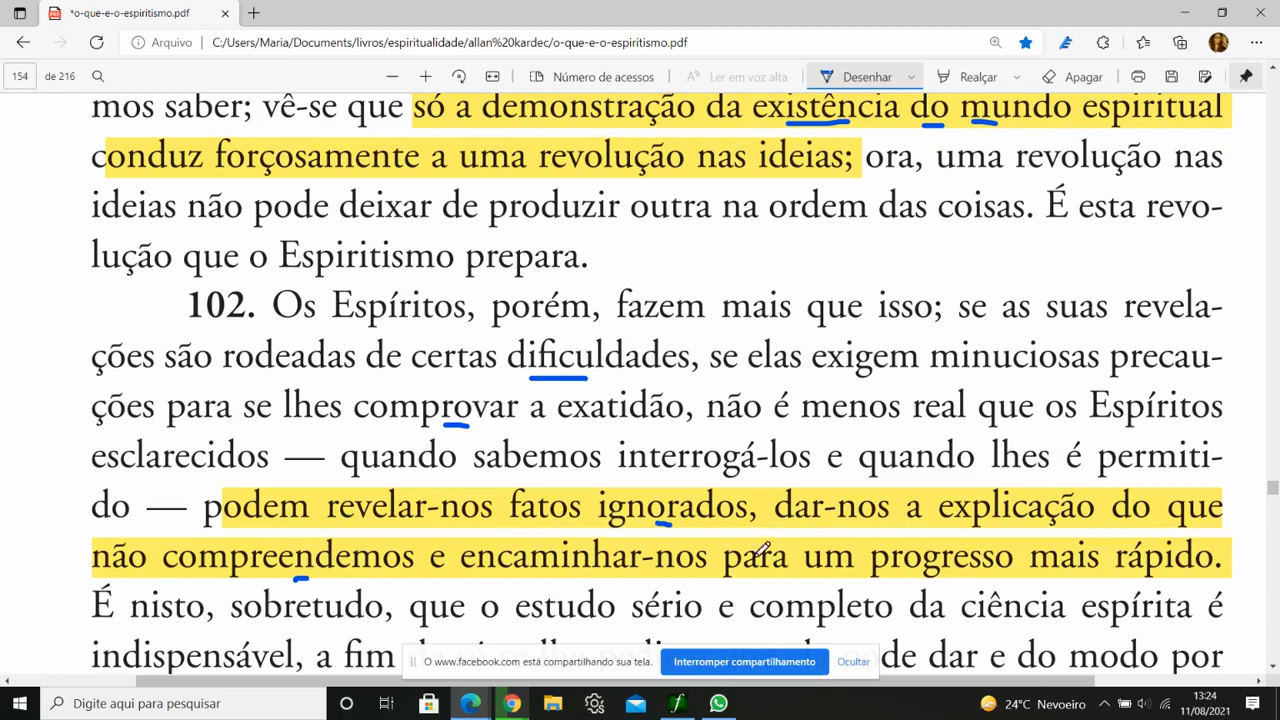 *o-que-e-o-espiritismo.pdf
Arquivo C:/Users/Maria/Documents/livros/espiritualidade/allan%20kardec/o-que-e-o-espiritismo.pdf
154 de 216 Número de acessos Ler em voz alta Desenhar Realçar Apagar
mos saber; vê-se que só a demonstração da existência do mundo espiritual
conduz forçosamente a uma revolução nas ideias; ora, uma revolução nas
ideias não pode deixar de produzir outra na ordem das coisas. É esta revo-
lução que o Espiritismo prepara.
102. Os Espíritos, porém, fazem mais que isso; se as suas revela-
ções são rodeadas de certas dificuldades, se elas exigem minuciosas precau-
ções para se lhes comprovar a exatidão, não é menos real que os Espíritos
esclarecidos — quando sabemos interrogá-los e quando lhes é permiti-
do — podem revelar-nos fatos ignorados, dar-nos a explicação do que
não compreendemos e encaminhar-nos para um progresso mais rápido.
É nisto, sobretudo, que o estudo sério e completo da ciência espírita é
indispensável, a fim pode dar e do modo por
O www.facebook.com está compartilhando sua tela. Interromper compartilhamento Ocultar
Digite aqui para pesquisar 24°C Nevoeiro 13:24
11/08/2021